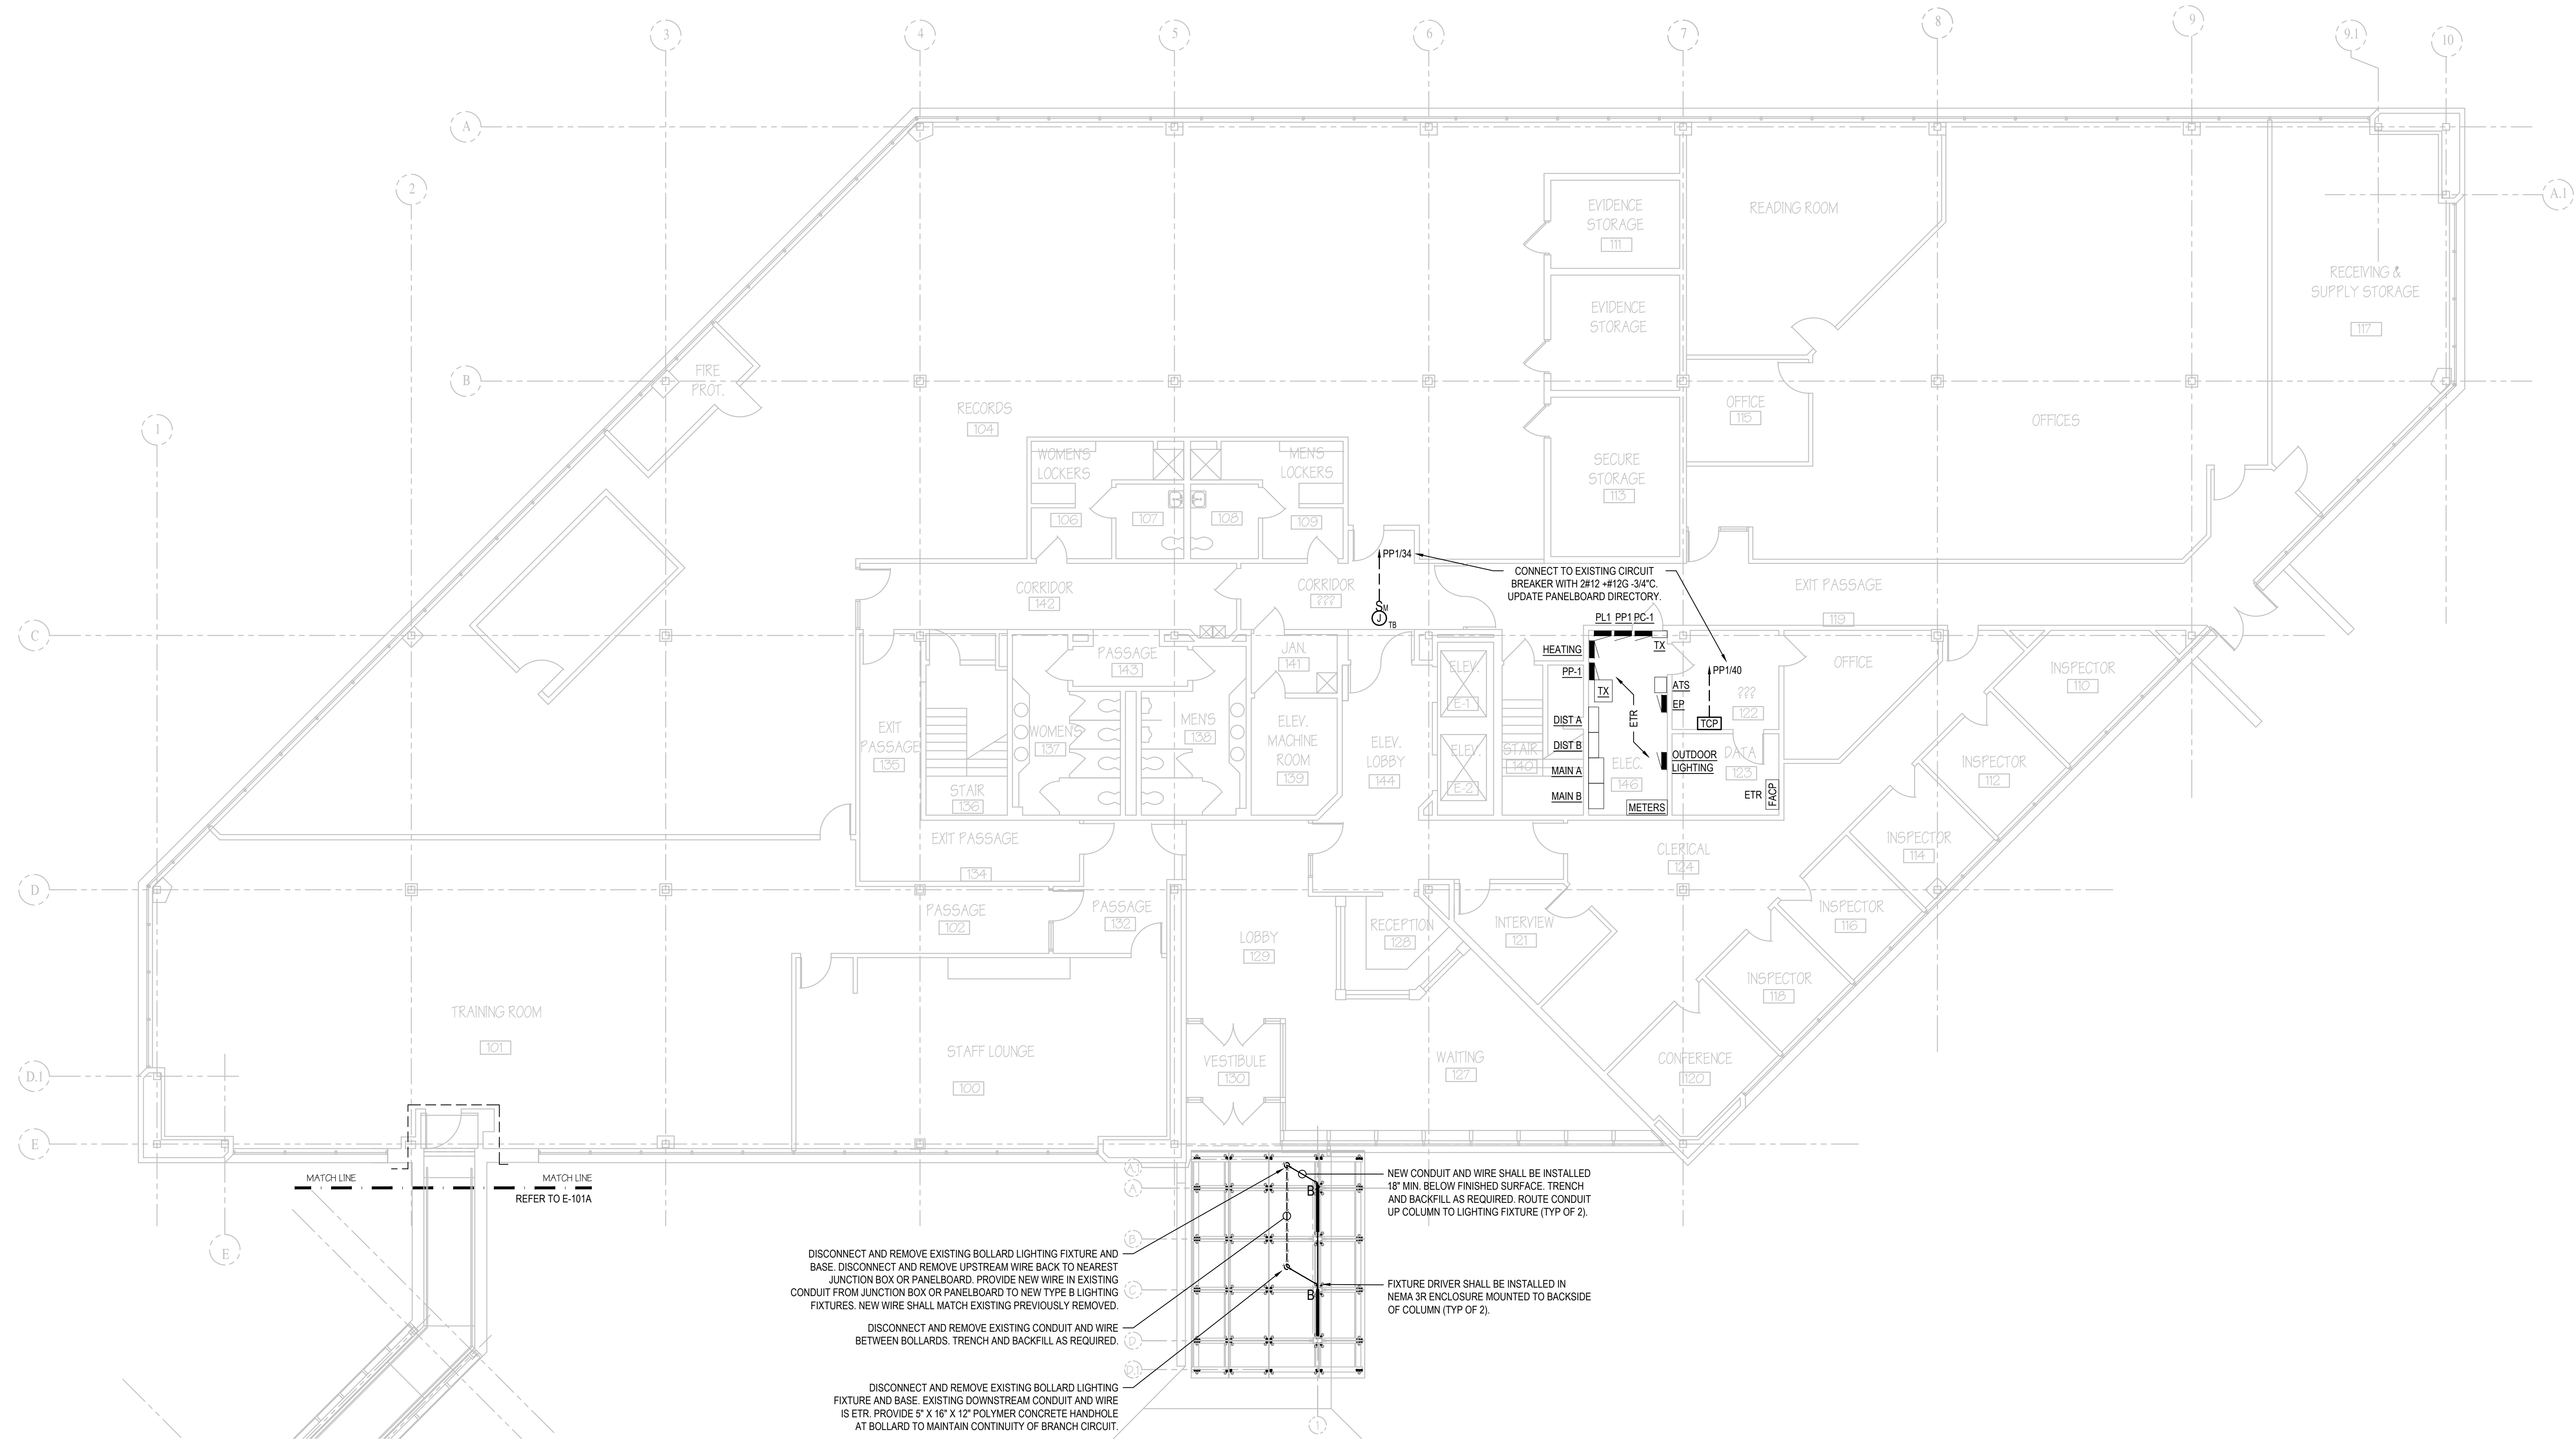 3
4
5
6
7
8
9
9.1
10
A
2
A.1
EVIDENCE
STORAGE
111
READING ROOM
RECEIVING &
SUPPLY STORAGE
117
EVIDENCE
STORAGE
FIRE
PROT.
B
1
RECORDS
104
OFFICE
115
OFFICES
WOMEN'S
LOCKERS
MEN'S
LOCKERS
SECURE
STORAGE
113
106
107
108
109
PP1/34
CONNECT TO EXISTING CIRCUIT
BREAKER WITH 2#12 +#12G -3/4"C.
UPDATE PANELBOARD DIRECTORY.
CORRIDOR
142
CORRIDOR
???
EXIT PASSAGE
119
SM
J
TB
PL1 PP1 PC-1
C
HEATING
TX
PP-1
TX
PASSAGE
143
JAN.
141
ELEV.
E-1
PP1/40
ATS
EP
???
122
TCP
OFFICE
INSPECTOR
110
EXIT
PASSAGE
135
WOMEN'S
137
MEN'S
138
ELEV.
MACHINE
ROOM
139
ELEV.
LOBBY
144
ELEV.
E-2
STAIR
140
DIST A
DIST B
MAIN A
MAIN B
ETR
ELEC.
146
METERS
OUTDOOR
LIGHTING
DATA
123
ETR
FACP
INSPECTOR
112
STAIR
136
EXIT PASSAGE
134
CLERICAL
124
INSPECTOR
114
D
PASSAGE
102
PASSAGE
132
LOBBY
129
RECEPTION
128
INTERVIEW
121
INSPECTOR
116
INSPECTOR
118
TRAINING ROOM
101
STAFF LOUNGE
100
VESTIBULE
130
WAITING
127
CONFERENCE
120
D.1
E
MATCH LINE
MATCH LINE
REFER TO E-101A
E
A.1
A
B
C
D
D.1
1
B
B
NEW CONDUIT AND WIRE SHALL BE INSTALLED
18" MIN. BELOW FINISHED SURFACE. TRENCH
AND BACKFILL AS REQUIRED. ROUTE CONDUIT
UP COLUMN TO LIGHTING FIXTURE (TYP OF 2).
DISCONNECT AND REMOVE EXISTING BOLLARD LIGHTING FIXTURE AND
BASE. DISCONNECT AND REMOVE UPSTREAM WIRE BACK TO NEAREST
JUNCTION BOX OR PANELBOARD. PROVIDE NEW WIRE IN EXISTING
CONDUIT FROM JUNCTION BOX OR PANELBOARD TO NEW TYPE B LIGHTING
FIXTURES. NEW WIRE SHALL MATCH EXISTING PREVIOUSLY REMOVED.
FIXTURE DRIVER SHALL BE INSTALLED IN
NEMA 3R ENCLOSURE MOUNTED TO BACKSIDE
OF COLUMN (TYP OF 2).
DISCONNECT AND REMOVE EXISTING CONDUIT AND WIRE
BETWEEN BOLLARDS. TRENCH AND BACKFILL AS REQUIRED.
DISCONNECT AND REMOVE EXISTING BOLLARD LIGHTING
FIXTURE AND BASE. EXISTING DOWNSTREAM CONDUIT AND WIRE
IS ETR. PROVIDE 5" X 16" X 12" POLYMER CONCRETE HANDHOLE
AT BOLLARD TO MAINTAIN CONTINUITY OF BRANCH CIRCUIT.